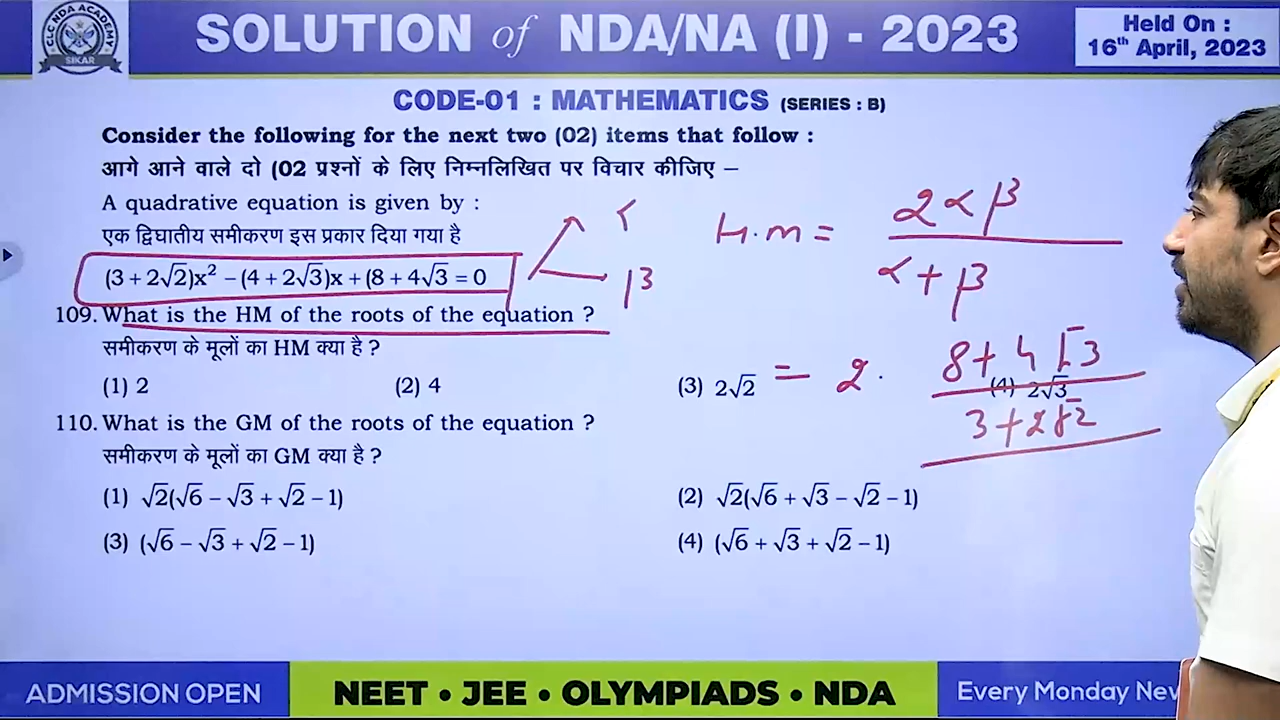 CLC NDA ACADEMY
SIKAR
SOLUTION of NDA/NA (I) - 2023
Held On :
16th April, 2023
CODE-01 : MATHEMATICS (SERIES : B)
Consider the following for the next two (02) items that follow :
आगे आने वाले दो (02 प्रश्नों के लिए निम्नलिखित पर विचार कीजिए –
A quadrative equation is given by :
एक द्विघातीय समीकरण इस प्रकार दिया गया है
(3 + 2√2)x² – (4 + 2√3)x + (8 + 4√3 = 0
α
β
H.M = 2αβ
α + β
109. What is the HM of the roots of the equation ?
समीकरण के मूलों का HM क्या है ?
(1) 2 (2) 4 (3) 2√2 (4) 2√3
= 2. 8 + 4√3
3 + 2√2
110. What is the GM of the roots of the equation ?
समीकरण के मूलों का GM क्या है ?
(1) √2(√6 – √3 + √2 – 1) (2) √2(√6 + √3 – √2 – 1)
(3) (√6 – √3 + √2 – 1) (4) (√6 + √3 + √2 – 1)
ADMISSION OPEN
NEET • JEE • OLYMPIADS • NDA
Every Monday New